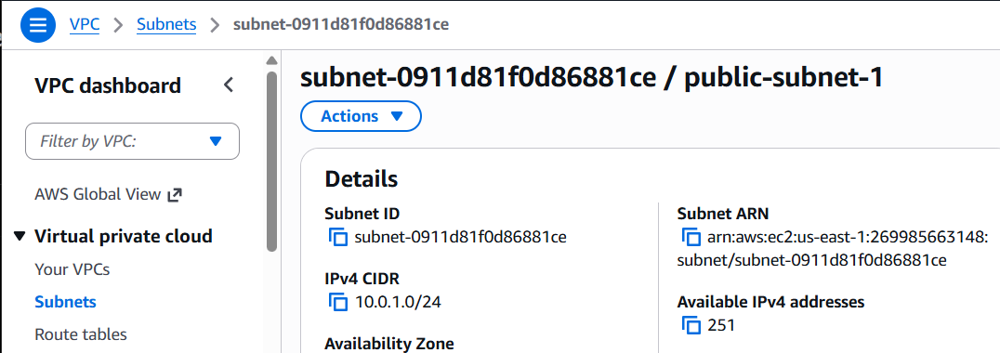 VPC > Subnets > subnet-0911d81f0d86881ce
VPC dashboard
Filter by VPC:
AWS Global View
Virtual private cloud
Your VPCs
Subnets
Route tables
subnet-0911d81f0d86881ce / public-subnet-1
Actions
Details
Subnet ID
subnet-0911d81f0d86881ce
IPv4 CIDR
10.0.1.0/24
Availability Zone
Subnet ARN
arn:aws:ec2:us-east-1:269985663148:
subnet/subnet-0911d81f0d86881ce
Available IPv4 addresses
251